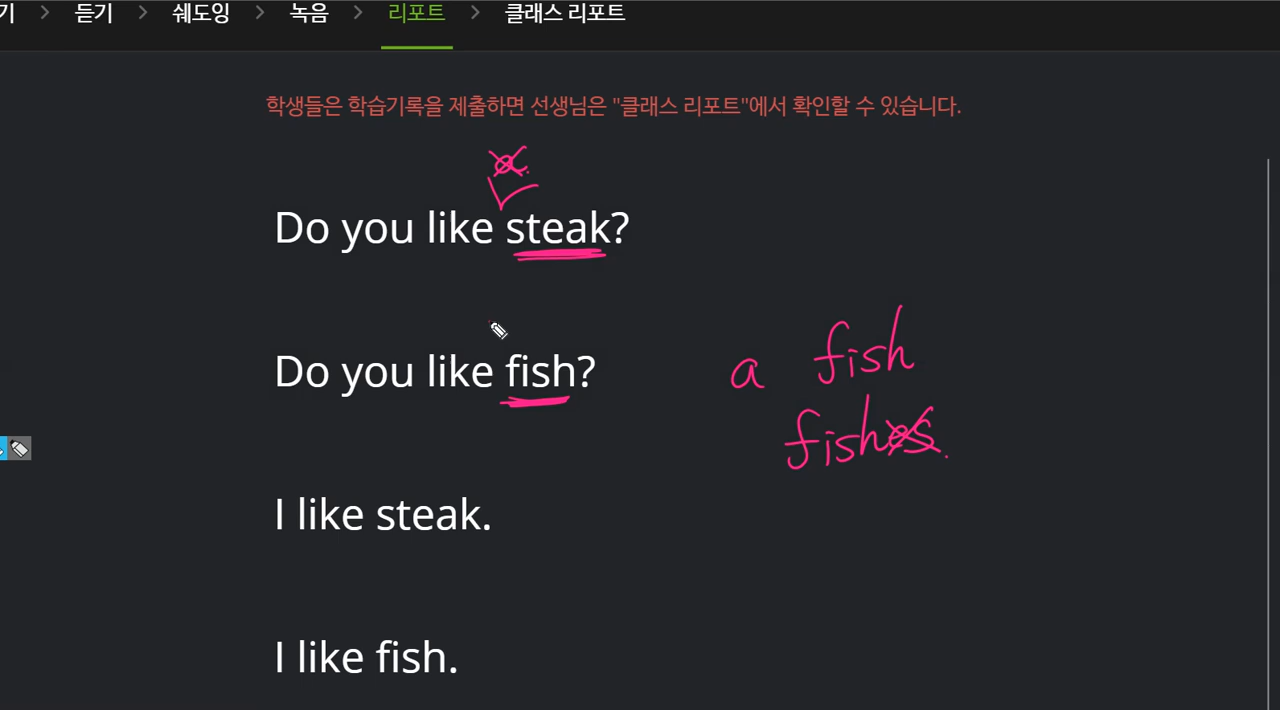 기 > 듣기 > 쉐도잉 > 녹음 > 리포트 > 클래스 리포트
학생들은 학습기록을 제출하면 선생님은 "클래스 리포트"에서 확인할 수 있습니다.
a
Do you like steak?
Do you like fish?
a fish
fishes.
I like steak.
I like fish.